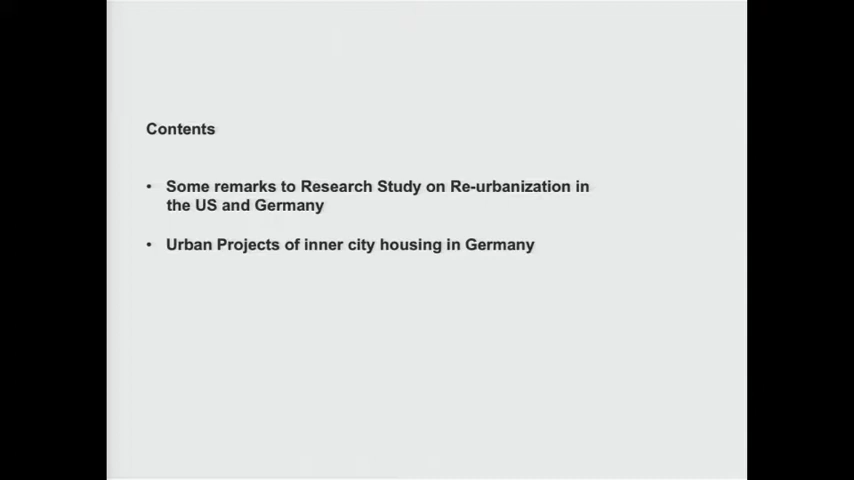 Contents
• Some remarks to Research Study on Re-urbanization in
the US and Germany
• Urban Projects of inner city housing in Germany